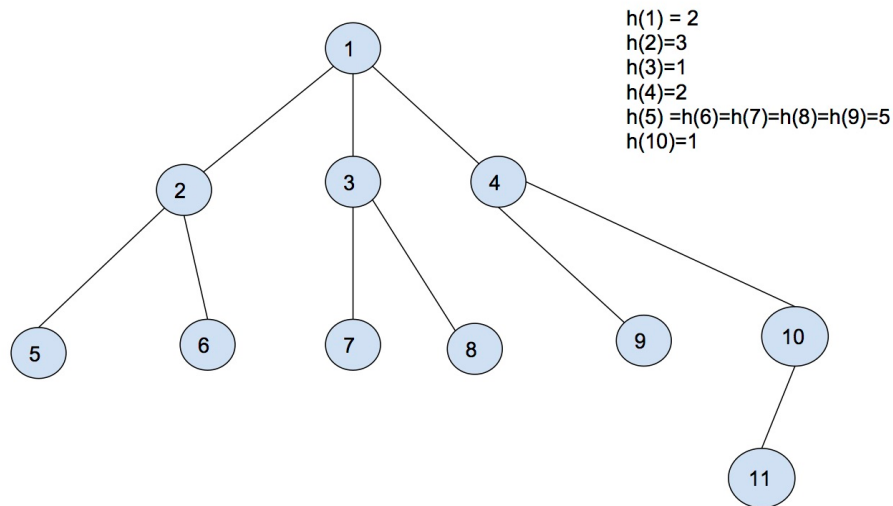 h(1) = 2
h(2)=3
h(3)=1
h(4)=2
h(5) =h(6)=h(7)=h(8)=h(9)=5
h(10)=1
1
2
3
4
5
6
7
8
9
10
11